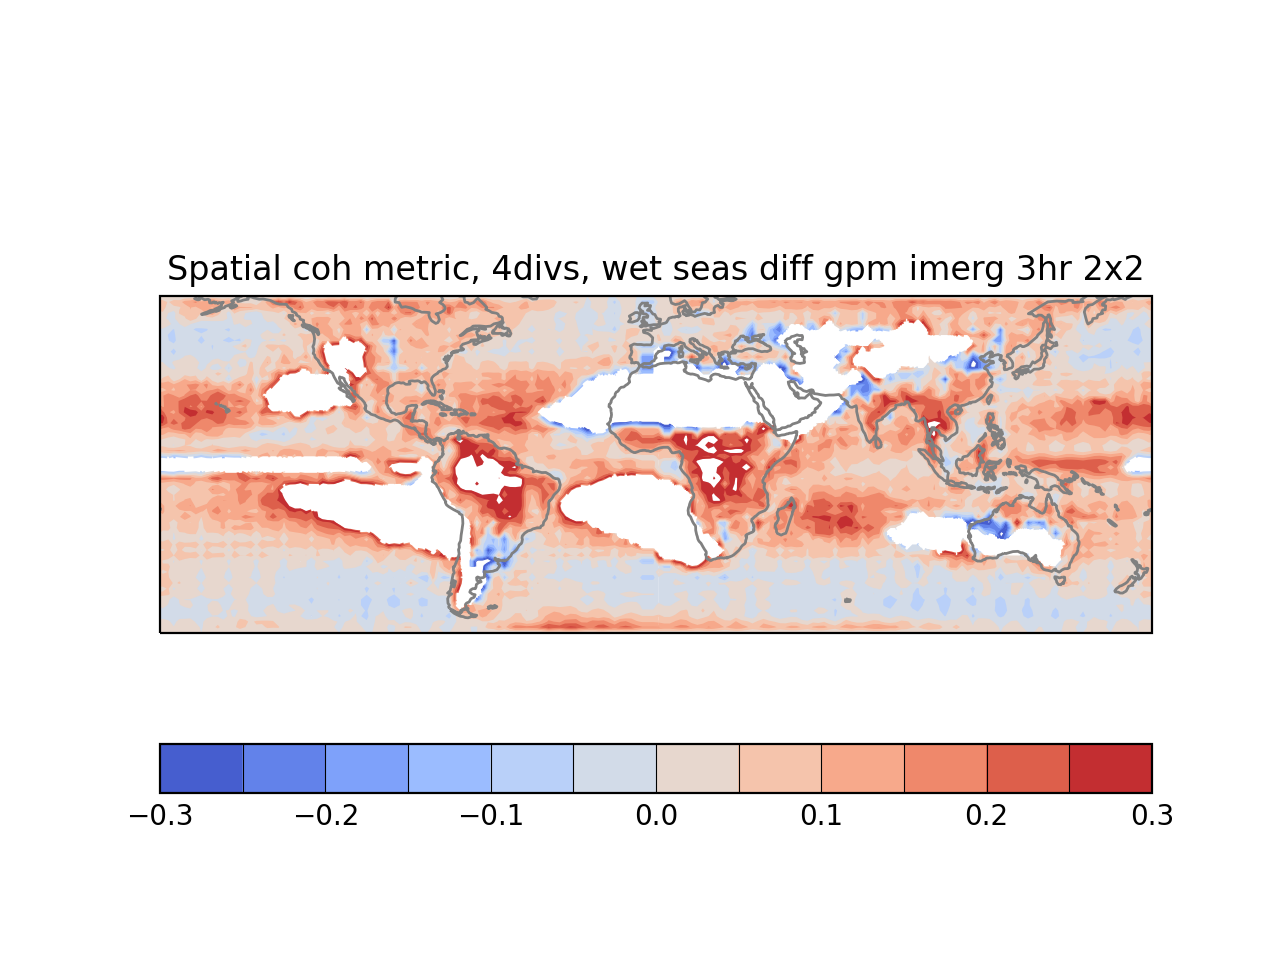 Spatial coh metric, 4divs, wet seas diff gpm imerg 3hr 2x2
−0.3 −0.2 −0.1 0.0 0.1 0.2 0.3